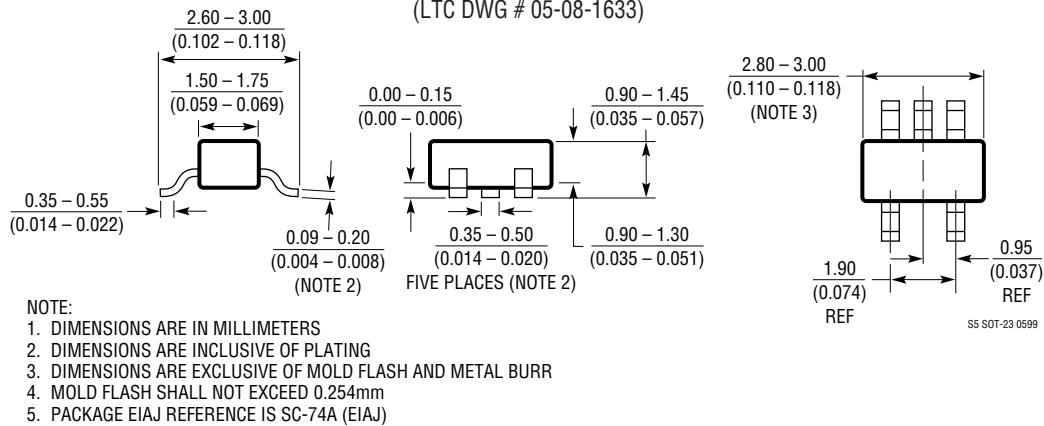 (LTC DWG # 05-08-1633)
2.60 – 3.00
(0.102 – 0.118)
1.50 – 1.75
(0.059 – 0.069)
0.35 – 0.55
(0.014 – 0.022)
0.09 – 0.20
(0.004 – 0.008)
(NOTE 2)
0.00 – 0.15
(0.00 – 0.006)
0.90 – 1.45
(0.035 – 0.057)
0.35 – 0.50
(0.014 – 0.020)
FIVE PLACES (NOTE 2)
0.90 – 1.30
(0.035 – 0.051)
2.80 – 3.00
(0.110 – 0.118)
(NOTE 3)
1.90
(0.074)
REF
0.95
(0.037)
REF
S5 SOT-23 0599
NOTE:
1. DIMENSIONS ARE IN MILLIMETERS
2. DIMENSIONS ARE INCLUSIVE OF PLATING
3. DIMENSIONS ARE EXCLUSIVE OF MOLD FLASH AND METAL BURR
4. MOLD FLASH SHALL NOT EXCEED 0.254mm
5. PACKAGE EIAJ REFERENCE IS SC-74A (EIAJ)